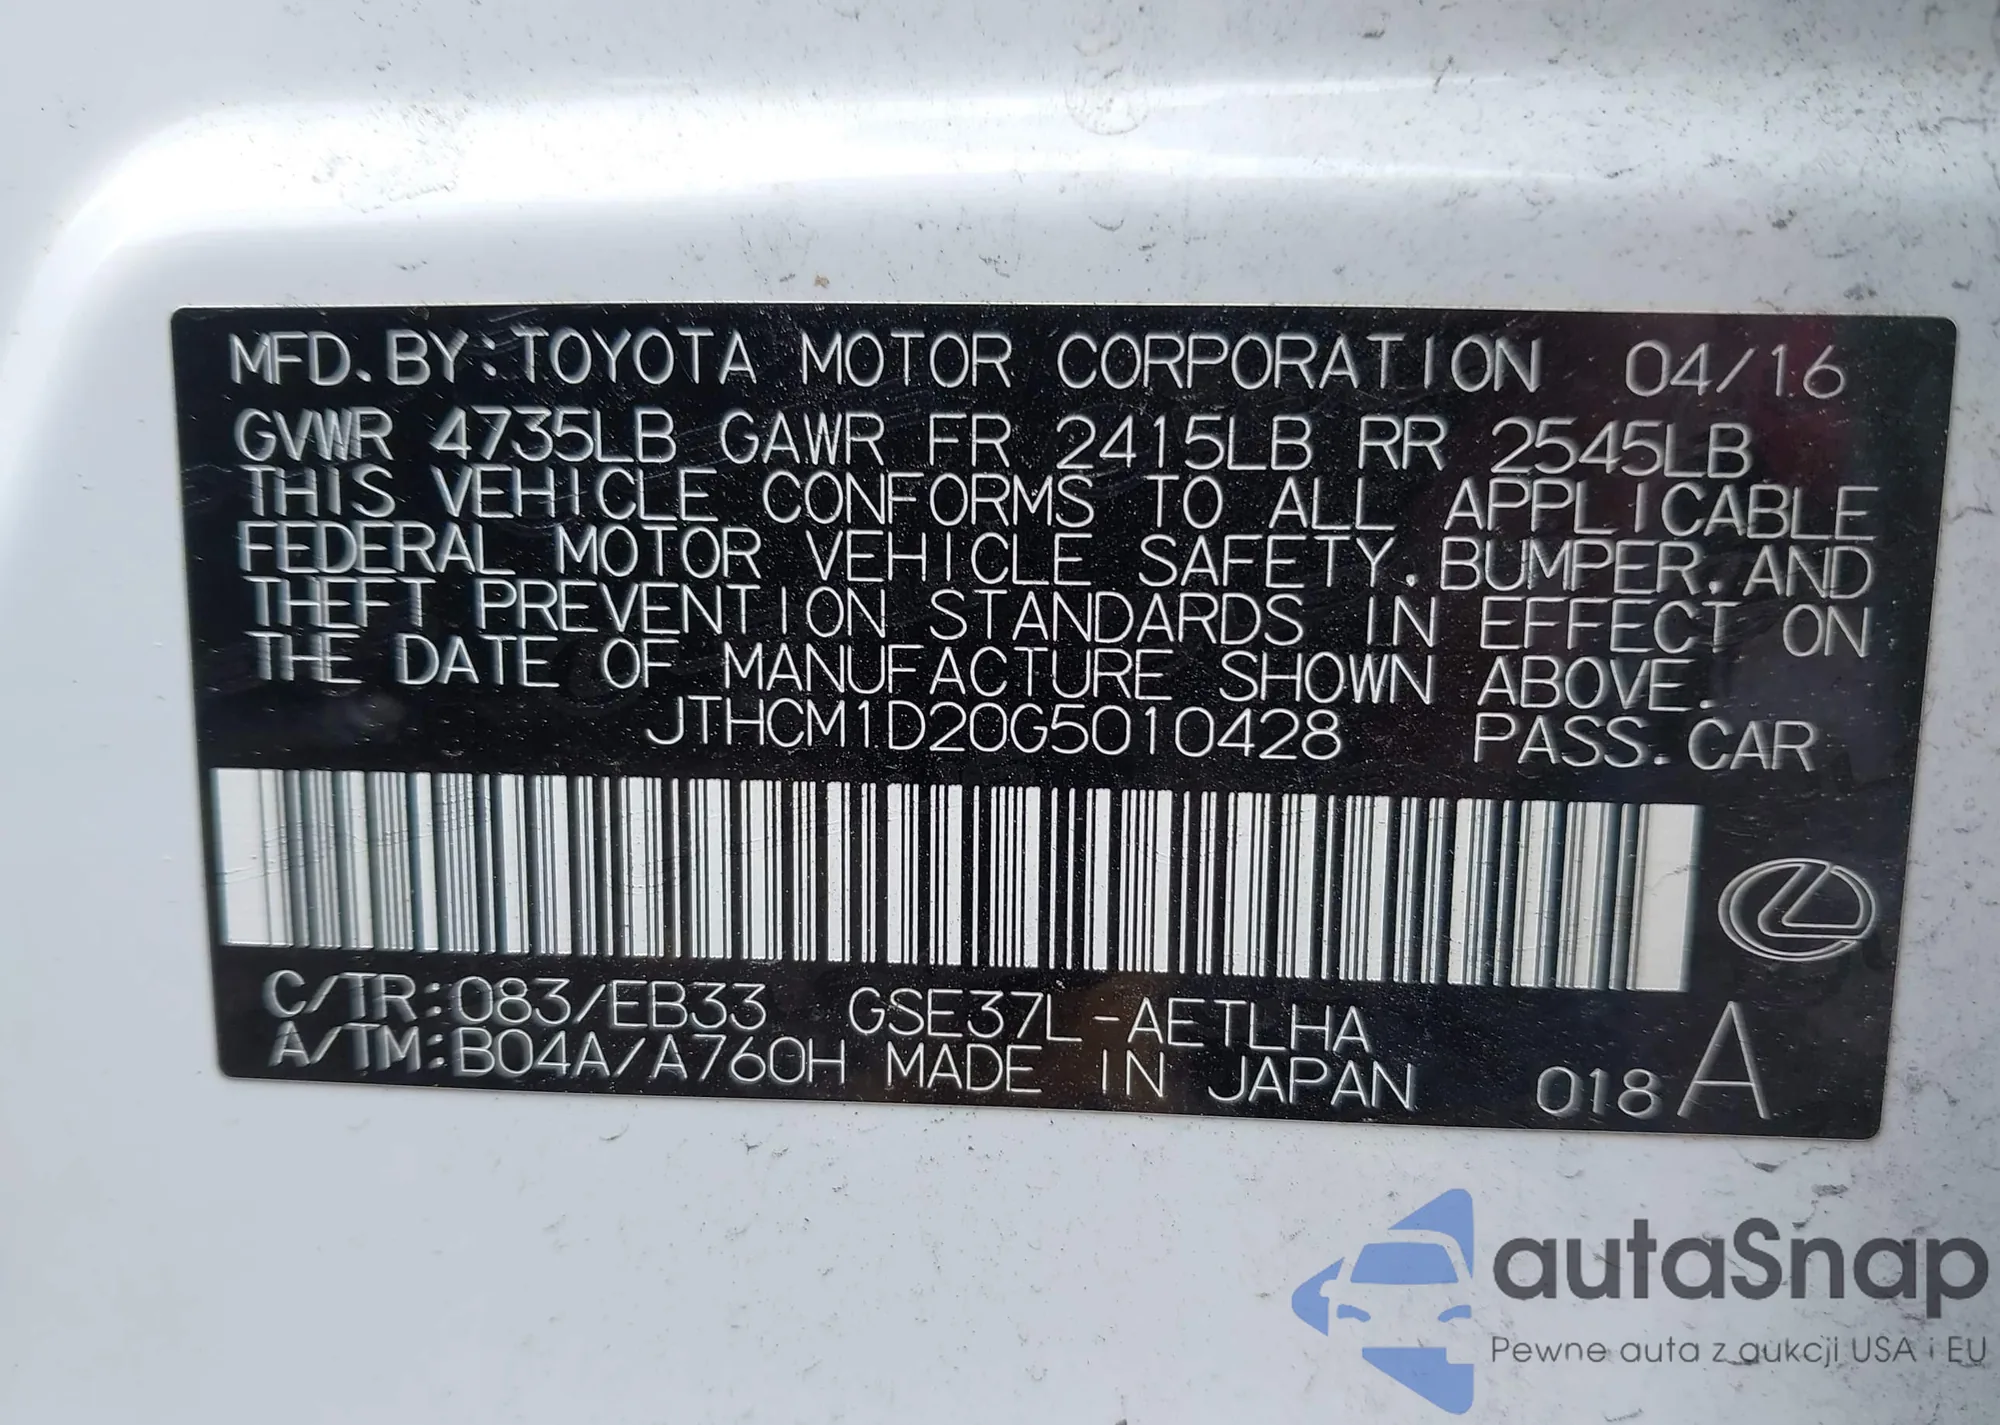 MFD. BY: TOYOTA MOTOR CORPORATION 04/16
GVWR 4735LB GAWR FR 2415LB RR 2545LB
THIS VEHICLE CONFORMS TO ALL APPLICABLE
FEDERAL MOTOR VEHICLE SAFETY, BUMPER, AND
THEFT PREVENTION STANDARDS IN EFFECT ON
THE DATE OF MANUFACTURE SHOWN ABOVE.
JTHCM1D20G5010428 PASS. CAR
C/TR: 083/EB33 GSE37L-AETLHA
A/TM: B04A/A760H MADE IN JAPAN 018 A
autaSnap
Pewne auta z aukcji USA i EU